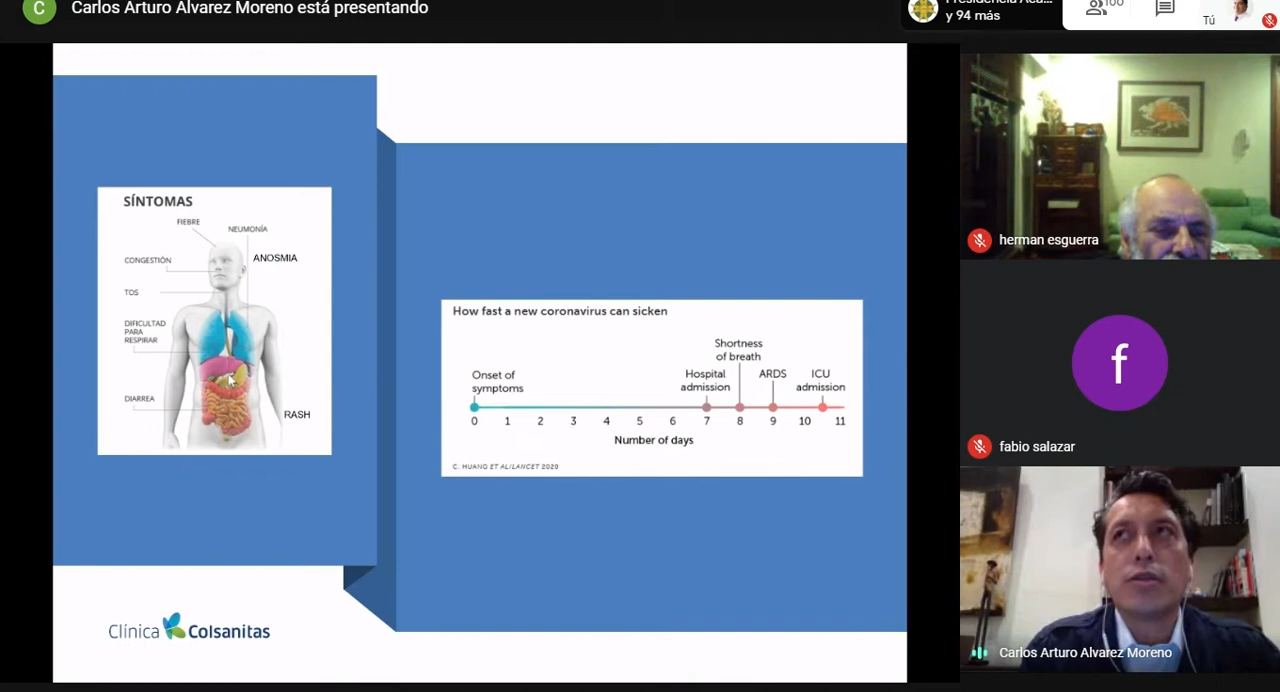 C
Carlos Arturo Alvarez Moreno está presentando
y 94 más
100
Tú
SÍNTOMAS
FIEBRE
NEUMONÍA
CONGESTIÓN
ANOSMIA
TOS
DIFICULTAD
PARA
RESPIRAR
DIARREA
RASH
Clínica Colsanitas
How fast a new coronavirus can sicken
Shortness
of breath
Onset of
symptoms
Hospital
admission
ARDS
ICU
admission
0 1 2 3 4 5 6 7 8 9 10 11
Number of days
C. HUANG ET AL/LANCET 2020
herman esguerra
f
fabio salazar
Carlos Arturo Alvarez Moreno